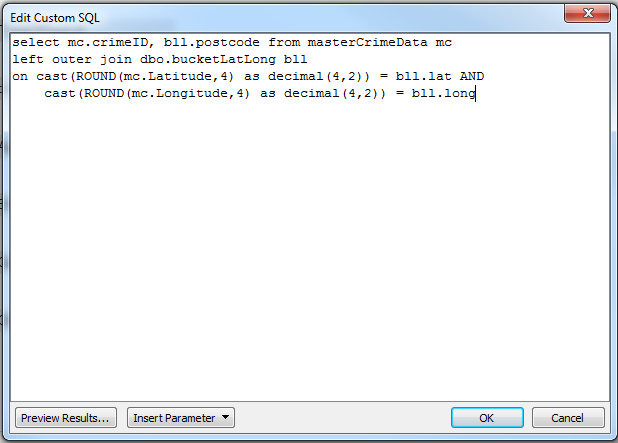 Edit Custom SQL
select mc.crimeID, bll.postcode from masterCrimeData mc
left outer join dbo.bucketLatLong bll
on cast(ROUND(mc.Latitude,4) as decimal(4,2)) = bll.lat AND
    cast(ROUND(mc.Longitude,4) as decimal(4,2)) = bll.long
Preview Results... Insert Parameter OK Cancel